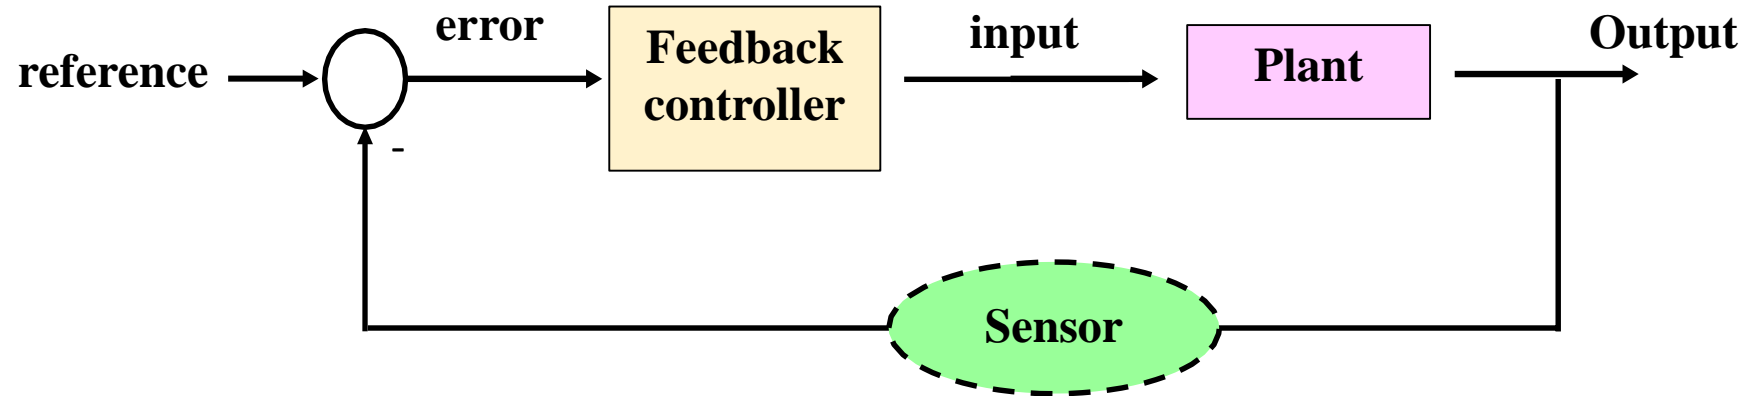 reference
error
Feedback
controller
input
Plant
Output
-
Sensor